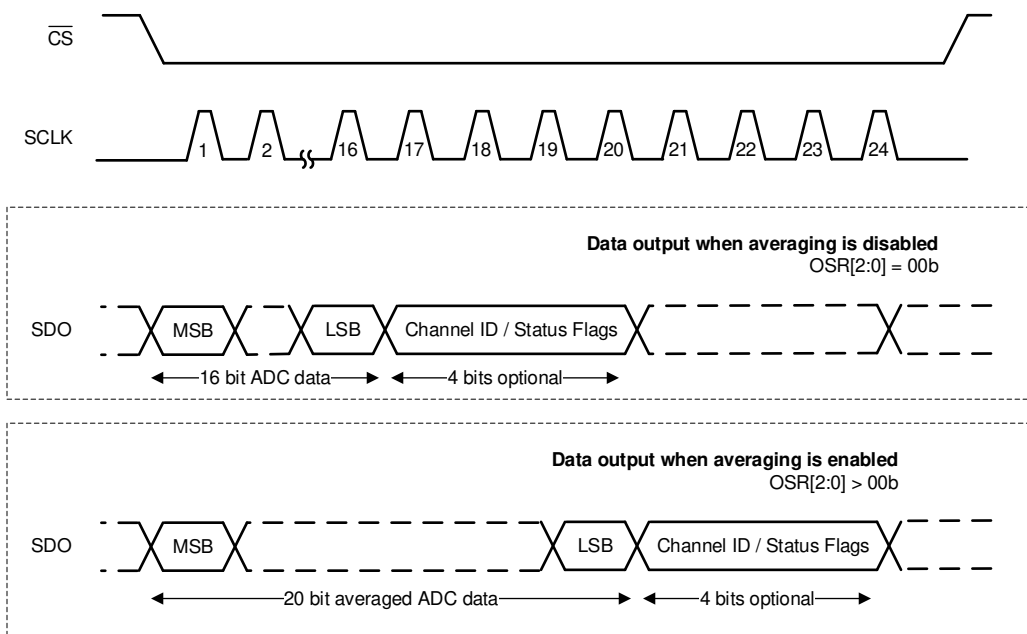 CS
SCLK
1 2 16 17 18 19 20 21 22 23 24
Data output when averaging is disabled
OSR[2:0] = 00b
SDO
MSB LSB Channel ID / Status Flags
16 bit ADC data 4 bits optional
Data output when averaging is enabled
OSR[2:0] > 00b
SDO
MSB LSB Channel ID / Status Flags
20 bit averaged ADC data 4 bits optional